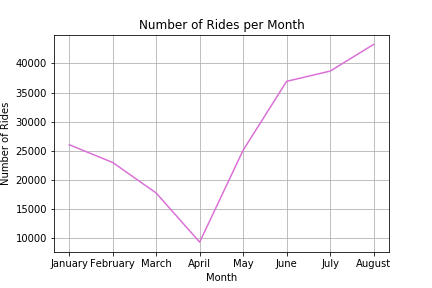 Number of Rides per Month
Number of Rides
40000
35000
30000
25000
20000
15000
10000
January February March April May June July August
Month